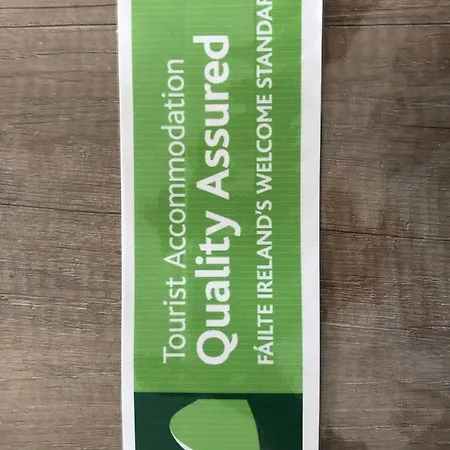 Tourist Accommodation
Quality Assured
FÁILTE IRELAND'S WELCOME STANDAR